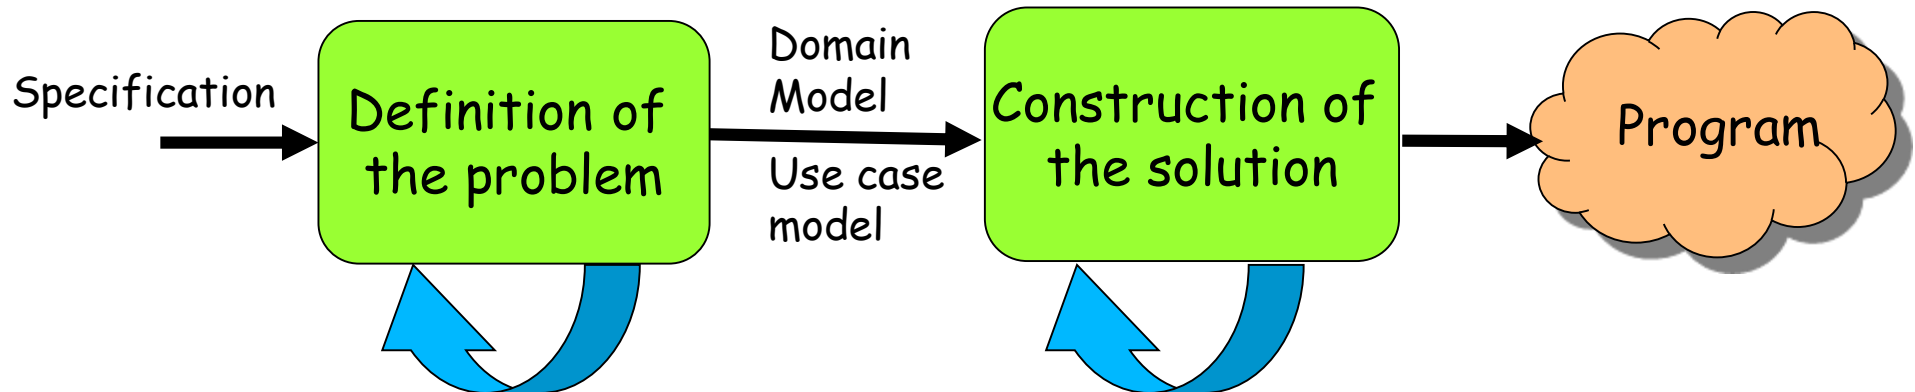 Specification
Definition of
the problem
Domain
Model
Use case
model
Construction of
the solution
Program